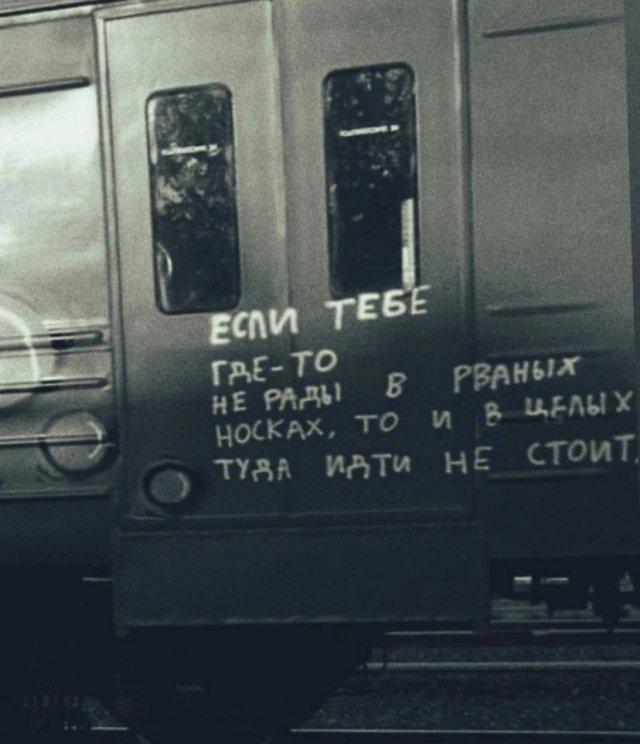 ЕСЛИ ТЕБЕ
ГДЕ-ТО
НЕ РАДЫ В РВАНЫХ
НОСКАХ, ТО И В ЦЕЛЫХ
ТУДА ИДТИ НЕ СТОИТ.